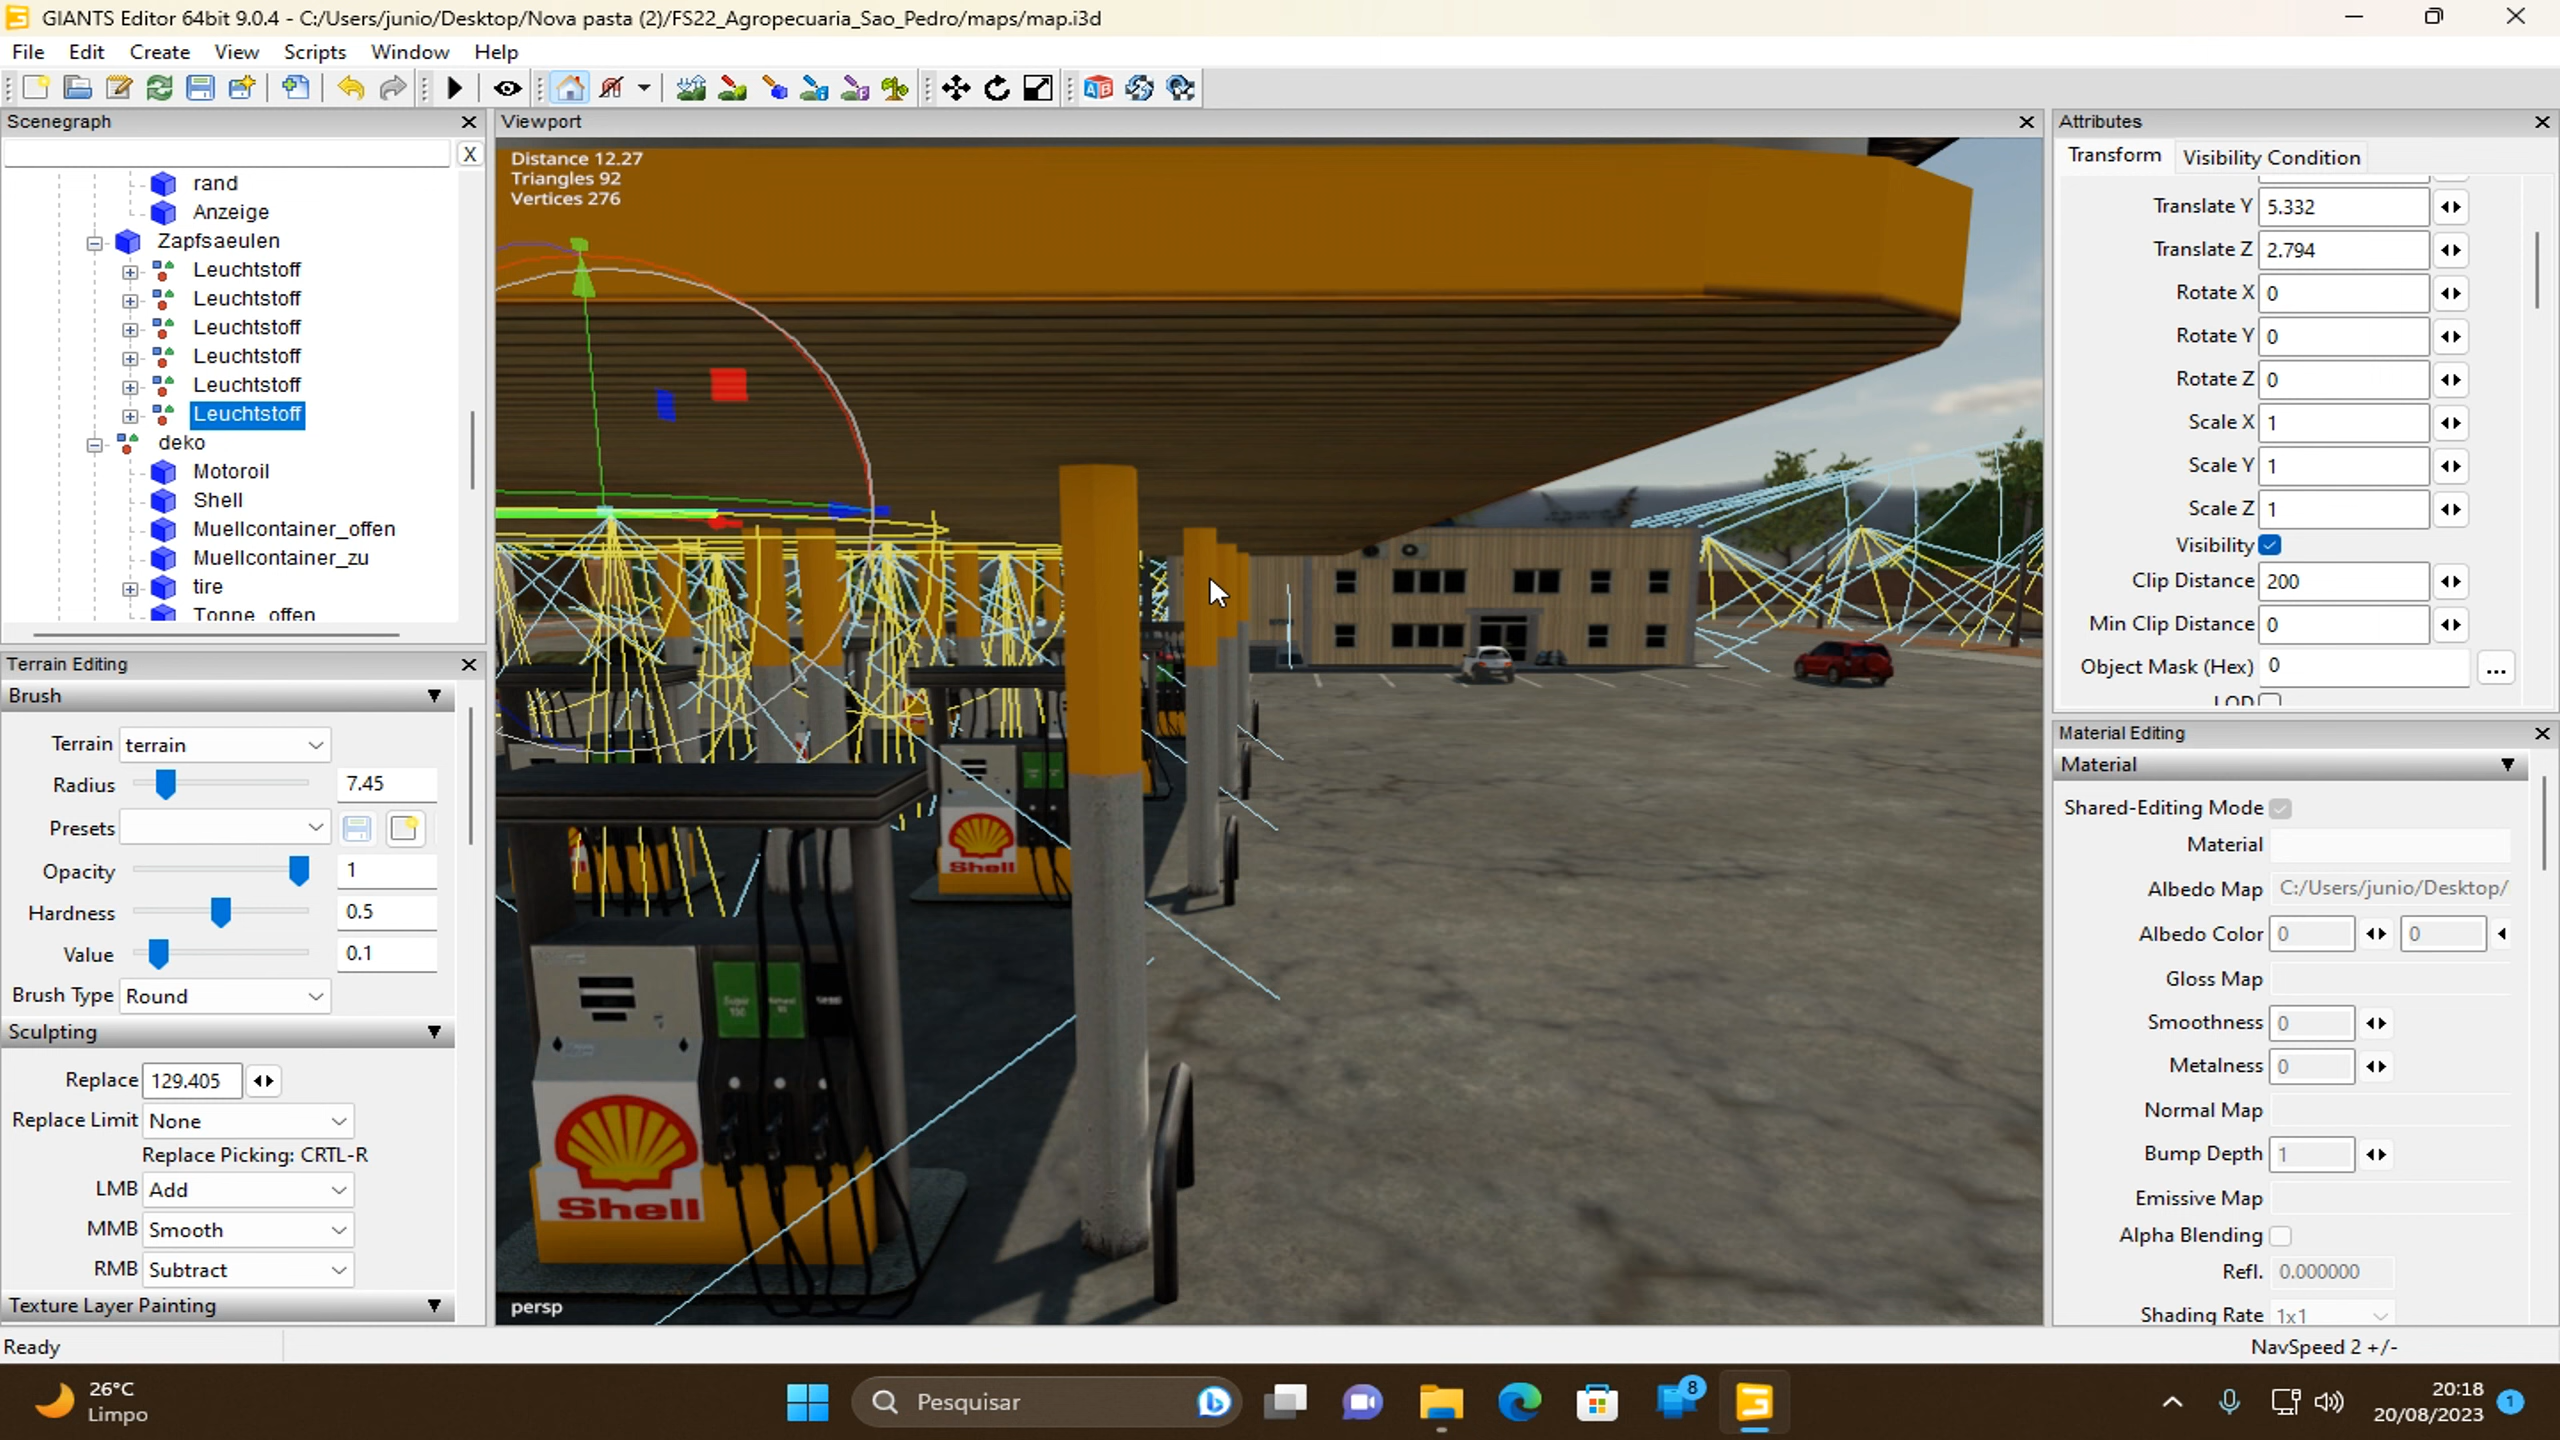 GIANTS Editor 64bit 9.0.4 - C:/Users/junio/Desktop/Nova pasta (2)/FS22_Agropecuaria_Sao_Pedro/maps/map.i3d
File Edit Create View Scripts Window Help
Scenegraph
X
rand
Anzeige
Zapfsaeulen
Leuchtstoff
Leuchtstoff
Leuchtstoff
Leuchtstoff
Leuchtstoff
Leuchtstoff
deko
Motoroil
Shell
Muellcontainer_offen
Muellcontainer_zu
tire
Tonne_offen
Terrain Editing
Brush
Terrain terrain
Radius 7.45
Presets
Opacity 1
Hardness 0.5
Value 0.1
Brush Type Round
Sculpting
Replace 129.405
Replace Limit None
Replace Picking: CRTL-R
LMB Add
MMB Smooth
RMB Subtract
Texture Layer Painting
Ready
Viewport
Distance 12.27
Triangles 92
Vertices 276
Shell
Shell
persp
Attributes
Transform Visibility Condition
Translate Y 5.332
Translate Z 2.794
Rotate X 0
Rotate Y 0
Rotate Z 0
Scale X 1
Scale Y 1
Scale Z 1
Visibility
Clip Distance 200
Min Clip Distance 0
Object Mask (Hex) 0 ...
LOD
Material Editing
Material
Shared-Editing Mode
Material
Albedo Map C:/Users/junio/Desktop/
Albedo Color 0 0
Gloss Map
Smoothness 0
Metalness 0
Normal Map
Bump Depth 1
Emissive Map
Alpha Blending
Refl. 0.000000
Shading Rate 1x1
NavSpeed 2 +/-
26°C
Limpo
Pesquisar
8
20:18
20/08/2023
1